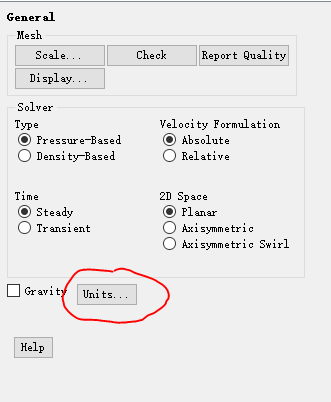 General
Mesh
Scale... Check Report Quality
Display...
Solver
Type Velocity Formulation
Pressure-Based Absolute
Density-Based Relative
Time 2D Space
Steady Planar
Transient Axisymmetric
Axisymmetric Swirl
Gravity Units...
Help